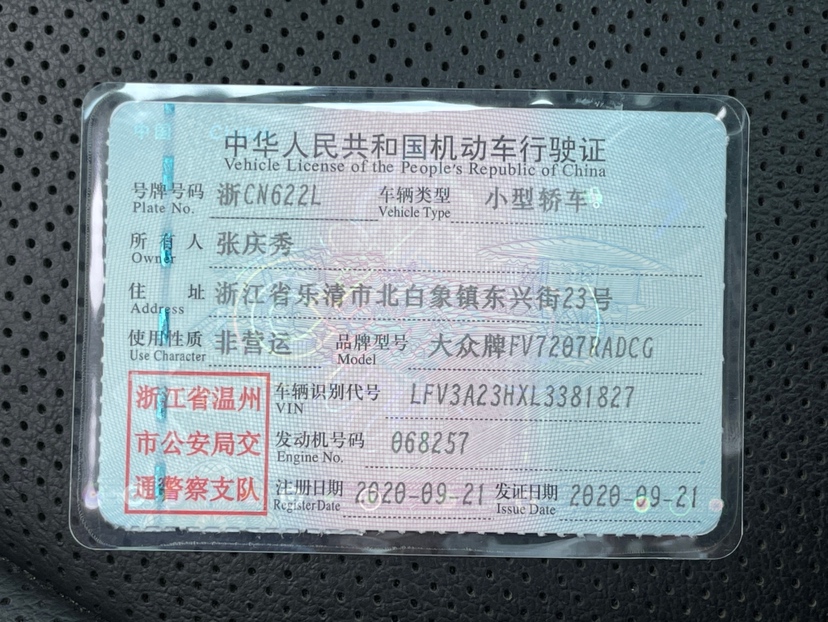 中华人民共和国机动车行驶证
Vehicle License of the People's Republic of China
号牌号码 浙CN622L 车辆类型 小型轿车
Plate No. Vehicle Type
所有人 张庆秀
Owner
住址 浙江省乐清市北白象镇东兴街23号
Address
使用性质 非营运 品牌型号 大众牌FV7207RADCG
Use Character Model
浙江省温州
市公安局交
通警察支队
车辆识别代号 LFV3A23HXL3381827
VIN
发动机号码 068257
Engine No.
注册日期 2020-09-21 发证日期 2020-09-21
Register Date Issue Date